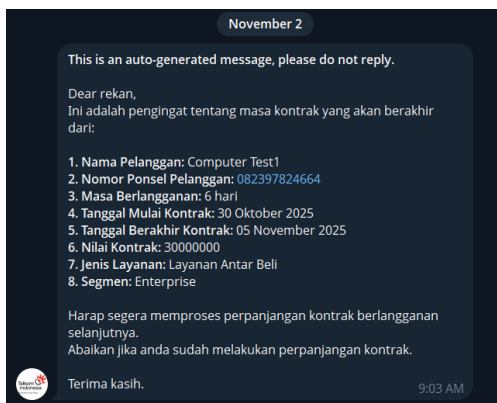 November 2
This is an auto-generated message, please do not reply.
Dear rekan,
Ini adalah pengingat tentang masa kontrak yang akan berakhir
dari:
1. Nama Pelanggan: Computer Test1
2. Nomor Ponsel Pelanggan: 082397824664
3. Masa Berlangganan: 6 hari
4. Tanggal Mulai Kontrak: 30 Oktober 2025
5. Tanggal Berakhir Kontrak: 05 November 2025
6. Nilai Kontrak: 30000000
7. Jenis Layanan: Layanan Antar Beli
8. Segmen: Enterprise
Harap segera memproses perpanjangan kontrak berlangganan
selanjutnya.
Abaikan jika anda sudah melakukan perpanjangan kontrak.
Terima kasih.
9:03 AM
Telkom
Indonesia